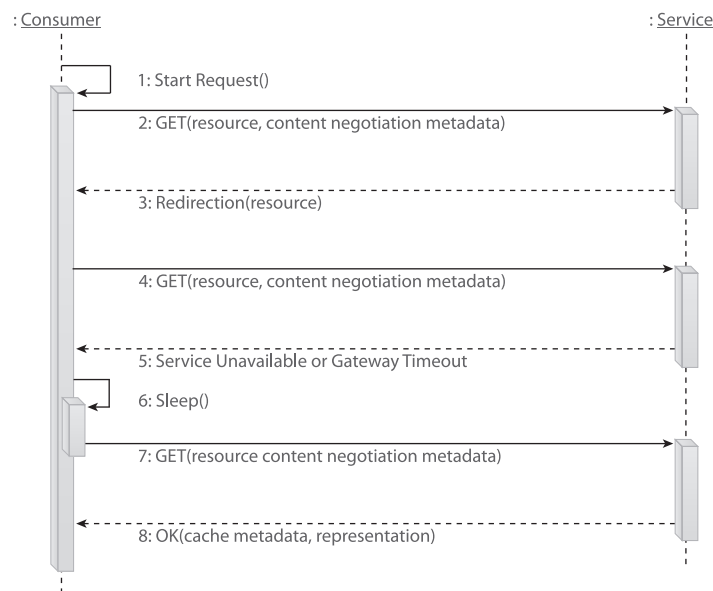 : Consumer
: Service
1: Start Request()
2: GET(resource, content negotiation metadata)
3: Redirection(resource)
4: GET(resource, content negotiation metadata)
5: Service Unavailable or Gateway Timeout
6: Sleep()
7: GET(resource content negotiation metadata)
8: OK(cache metadata, representation)